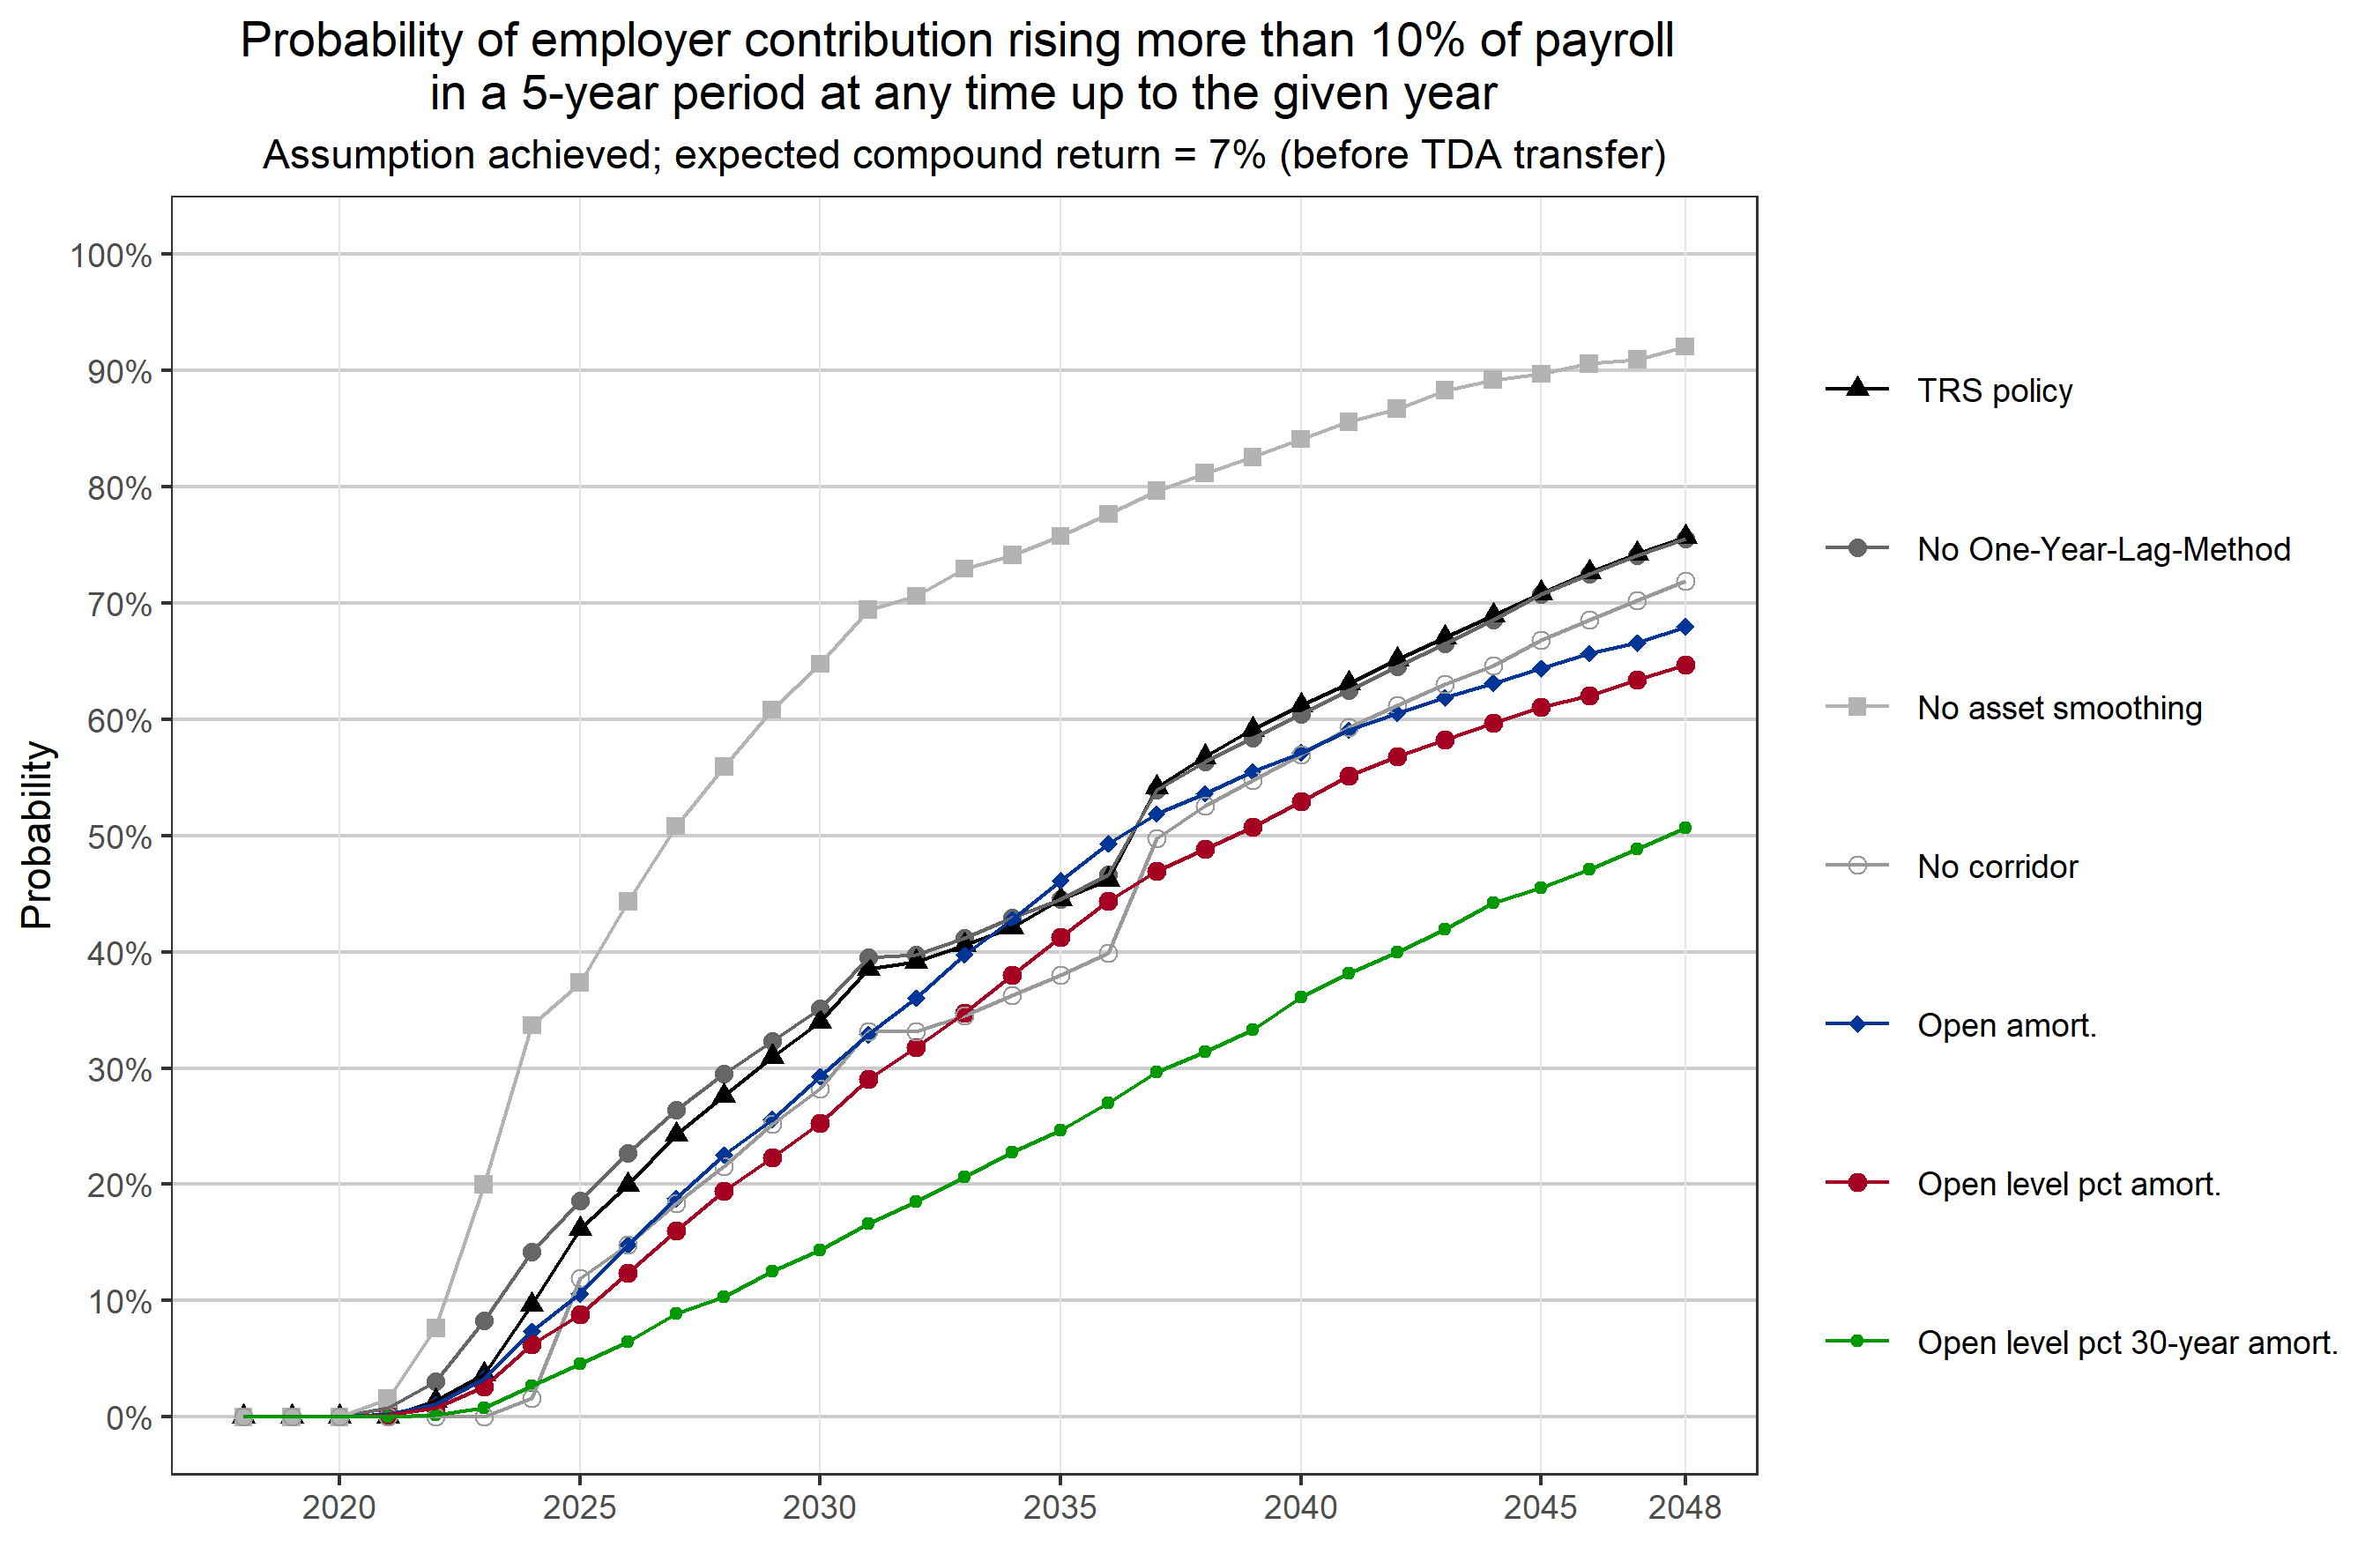 Probability of employer contribution rising more than 10% of payroll
in a 5-year period at any time up to the given year
Assumption achieved; expected compound return = 7% (before TDA transfer)
Probability
100%
90%
80%
70%
60%
50%
40%
30%
20%
10%
0%
2020
2025
2030
2035
2040
2045
2048
TRS policy
No One-Year-Lag-Method
No asset smoothing
No corridor
Open amort.
Open level pct amort.
Open level pct 30-year amort.